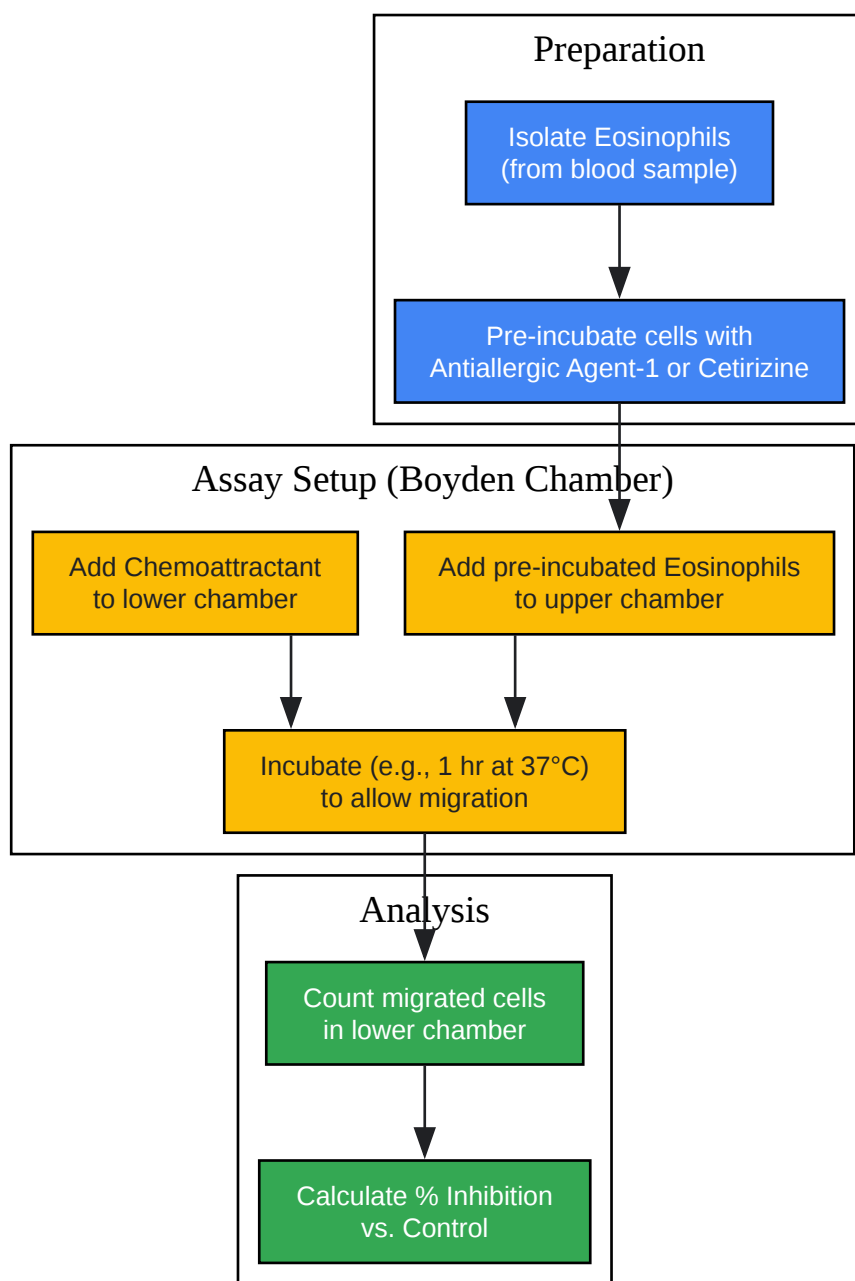 Preparation
Isolate Eosinophils
(from blood sample)
Pre-incubate cells with
Antiallergic Agent-1 or Cetirizine
Assay Setup (Boyden Chamber)
Add Chemoattractant
to lower chamber
Add pre-incubated Eosinophils
to upper chamber
Incubate (e.g., 1 hr at 37°C)
to allow migration
Analysis
Count migrated cells
in lower chamber
Calculate % Inhibition
vs. Control